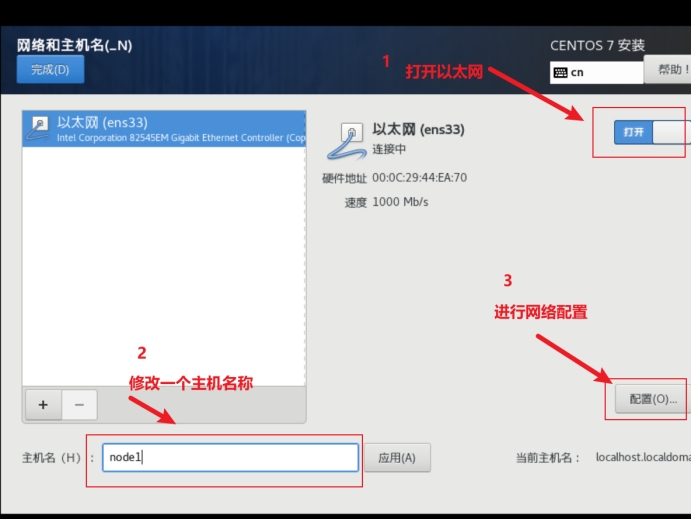 网络和主机名(_N)
CENTOS 7 安装
完成(D)
cn
帮助!
1
打开以太网
以太网 (ens33)
Intel Corporation 82545EM Gigabit Ethernet Controller (Cop
以太网 (ens33)
连接中
打开
硬件地址 00:0C:29:44:EA:70
速度 1000 Mb/s
3
进行网络配置
2
修改一个主机名称
+
−
配置(O)...
主机名 (H) :
node1
应用(A)
当前主机名:
localhost.localdoma